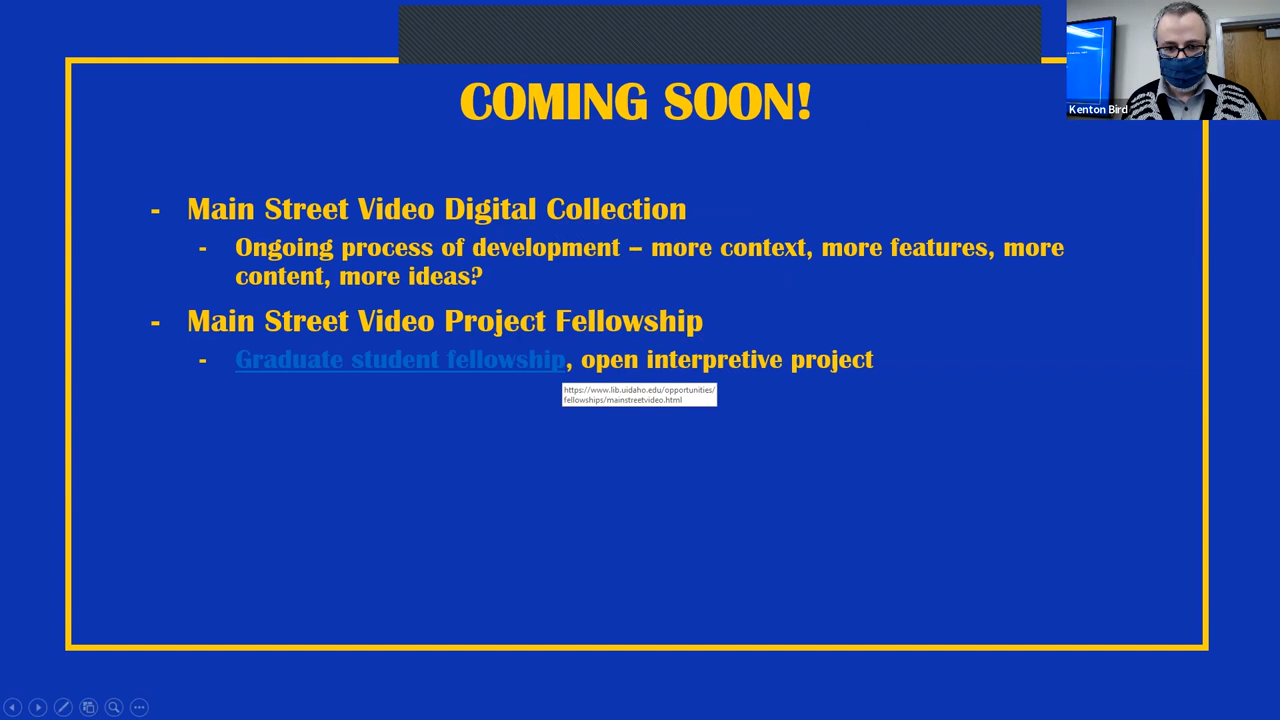 COMING SOON!
Kenton Bird
- Main Street Video Digital Collection
- Ongoing process of development – more context, more features, more
content, more ideas?
- Main Street Video Project Fellowship
- Graduate student fellowship, open interpretive project
https://www.lib.uidaho.edu/opportunities/
fellowships/mainstreetvideo.html